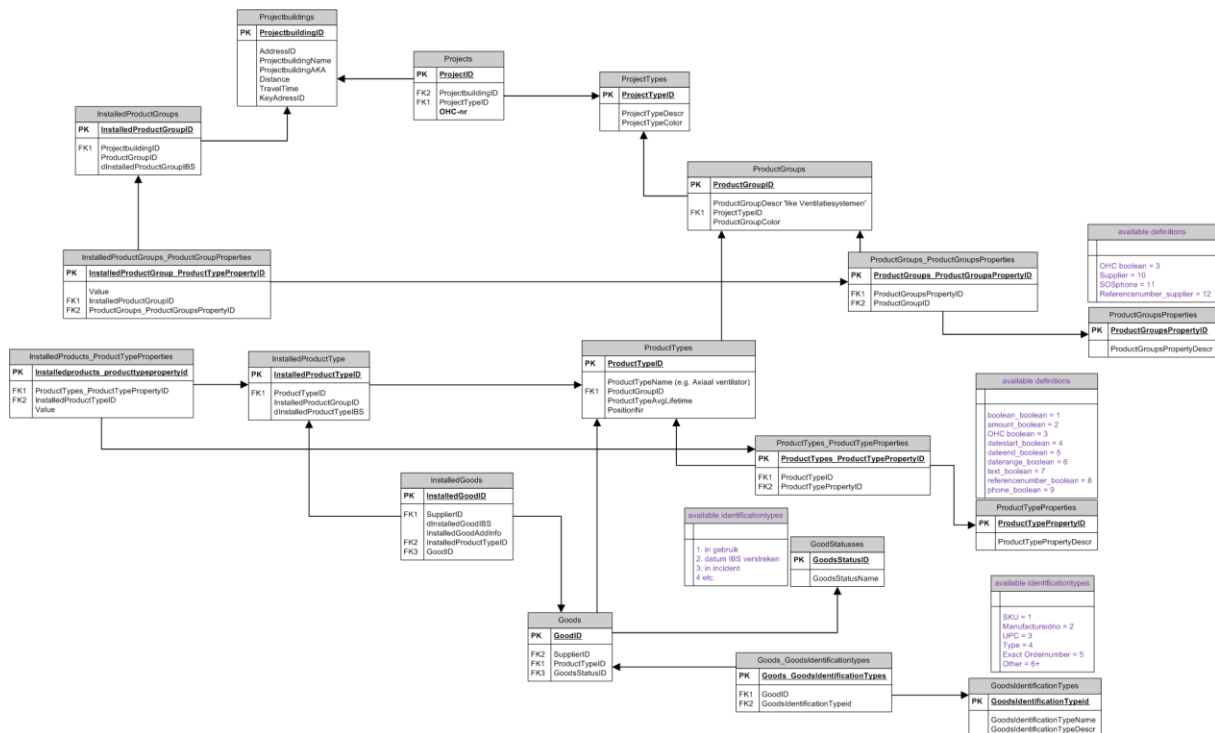 Projectbuildings
PK ProjectbuildingID
AddressID
ProjectbuildingName
ProjectbuildingAKA
Distance
TravelTime
KeyAdressID
Projects
PK ProjectID
FK2 ProjectbuildingID
FK1 ProjectTypeID
OHC-nr
ProjectTypes
PK ProjectTypeID
ProjectTypeDescr
ProjectTypeColor
InstalledProductGroups
PK InstalledProductGroupID
FK1 ProjectbuildingID
ProductGroupID
dInstalledProductGroupIBS
ProductGroups
PK ProductGroupID
ProductGroupDescr 'like Ventilatiesystemen'
FK1 ProjectTypeID
ProductGroupColor
InstalledProductGroups_ProductGroupProperties
PK InstalledProductGroup_ProductTypePropertyID
Value
FK1 InstalledProductGroupID
FK2 ProductGroups_ProductGroupsPropertyID
ProductGroups_ProductGroupsProperties
PK ProductGroups_ProductGroupsPropertyID
FK1 ProductGroupsPropertyID
FK2 ProductGroupID
available definitions
OHC boolean = 3
Supplier = 10
SOSphone = 11
Referencenumber_supplier = 12
ProductGroupsProperties
PK ProductGroupsPropertyID
ProductGroupsPropertyDescr
InstalledProducts_ProductTypeProperties
PK Installedproducts_producttypepropertyid
FK1 ProductTypes_ProductTypePropertyID
FK2 InstalledProductTypeID
Value
InstalledProductType
PK InstalledProductTypeID
FK1 ProductTypeID
InstalledProductGroupID
dInstalledProductTypeIBS
ProductTypes
PK ProductTypeID
ProductTypeName (e.g. Axiaal ventilator)
FK1 ProductGroupID
ProductTypeAvgLifetime
PositionNr
available definitions
boolean_boolean = 1
amount_boolean = 2
OHC boolean = 3
datestart_boolean = 4
dateend_boolean = 5
daterange_boolean = 6
text_boolean = 7
referencenumber_boolean = 8
phone_boolean = 9
ProductTypes_ProductTypeProperties
PK ProductTypes_ProductTypePropertyID
FK1 ProductTypeID
FK2 ProductTypePropertyID
ProductTypeProperties
PK ProductTypePropertyID
ProductTypePropertyDescr
InstalledGoods
PK InstalledGoodID
FK1 SupplierID
dInstalledGoodIBS
InstalledGoodAddInfo
FK2 InstalledProductTypeID
FK3 GoodID
available identificationtypes
1. in gebruik
2. datum IBS verstreken
3. in incident
4 etc.
GoodStatusses
PK GoodsStatusID
GoodsStatusName
available identificationtypes
SKU = 1
Manufactureidno = 2
UPC = 3
Type = 4
Exact Ordernumber = 5
Other = 6+
Goods
PK GoodID
FK2 SupplierID
FK1 ProductTypeID
FK3 GoodsStatusID
Goods_GoodsIdentificationtypes
PK Goods_GoodsIdentificationTypes
FK1 GoodID
FK2 GoodsIdentificationTypeid
GoodsIdentificationTypes
PK GoodsIdentificationTypeid
GoodsIdentificationTypeName
GoodsIdentificationTypeDescr